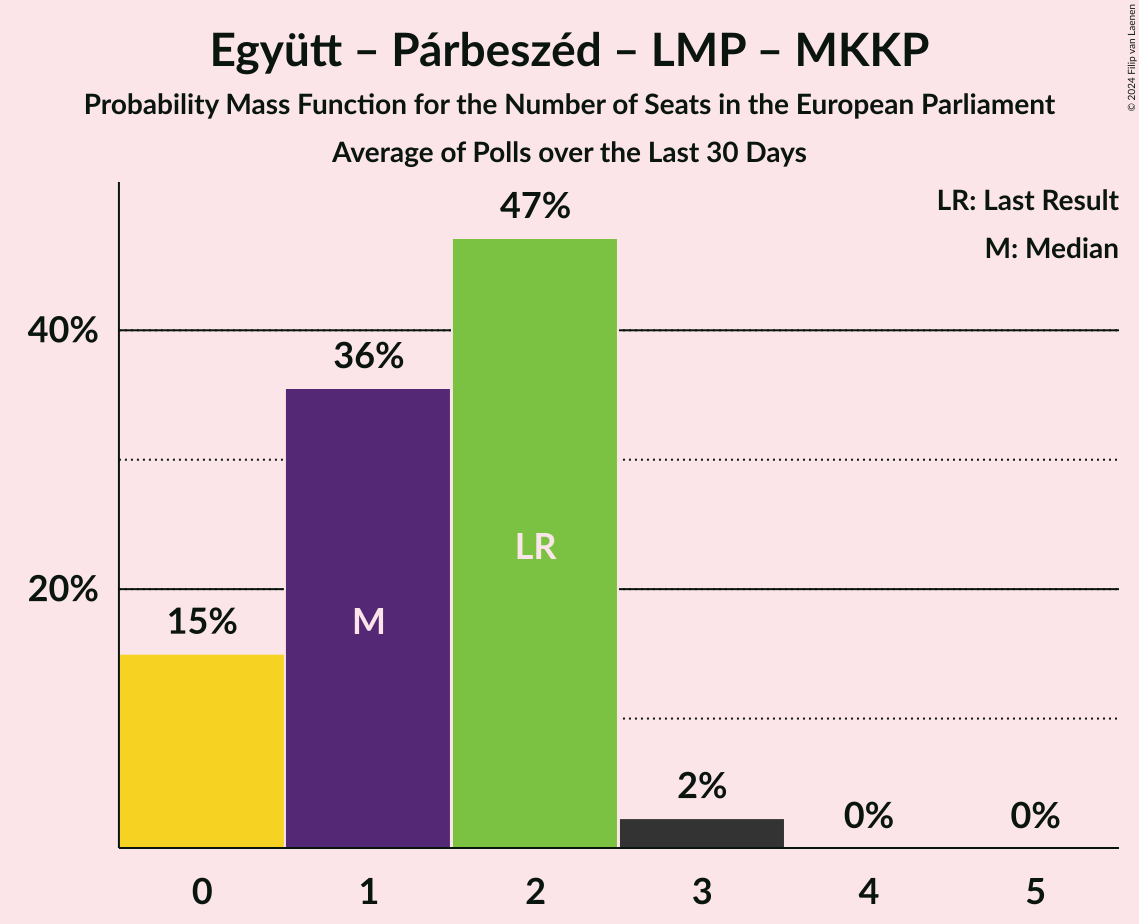 Együtt – Párbeszéd – LMP – MKKP
Probability Mass Function for the Number of Seats in the European Parliament
Average of Polls over the Last 30 Days
© 2024 Filip van Laenen
LR: Last Result
M: Median
47%
40%
36%
LR
20%
15%
M
2%
0%
0%
0 1 2 3 4 5